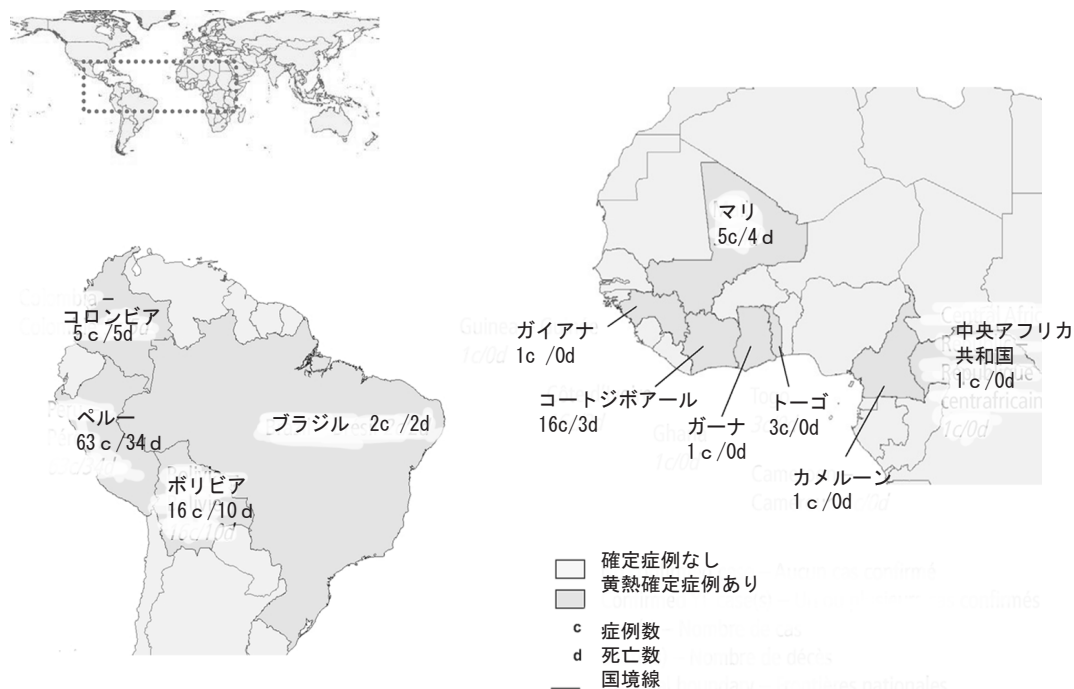 マリ
5c/4ｄ
コロンビア
5ｃ/5d
ペルー
63ｃ/34ｄ
ブラジル 2c /2d
ボリビア
16ｃ/10ｄ
ガイアナ
1c /0d
コートジボアール
16c/3d
ガーナ
1ｃ/0d
トーゴ
3c/0d
中央アフリカ
共和国
1ｃ/0d
カメルーン
1ｃ/0d
確定症例なし
黄熱確定症例あり
c 症例数
d 死亡数
国境線